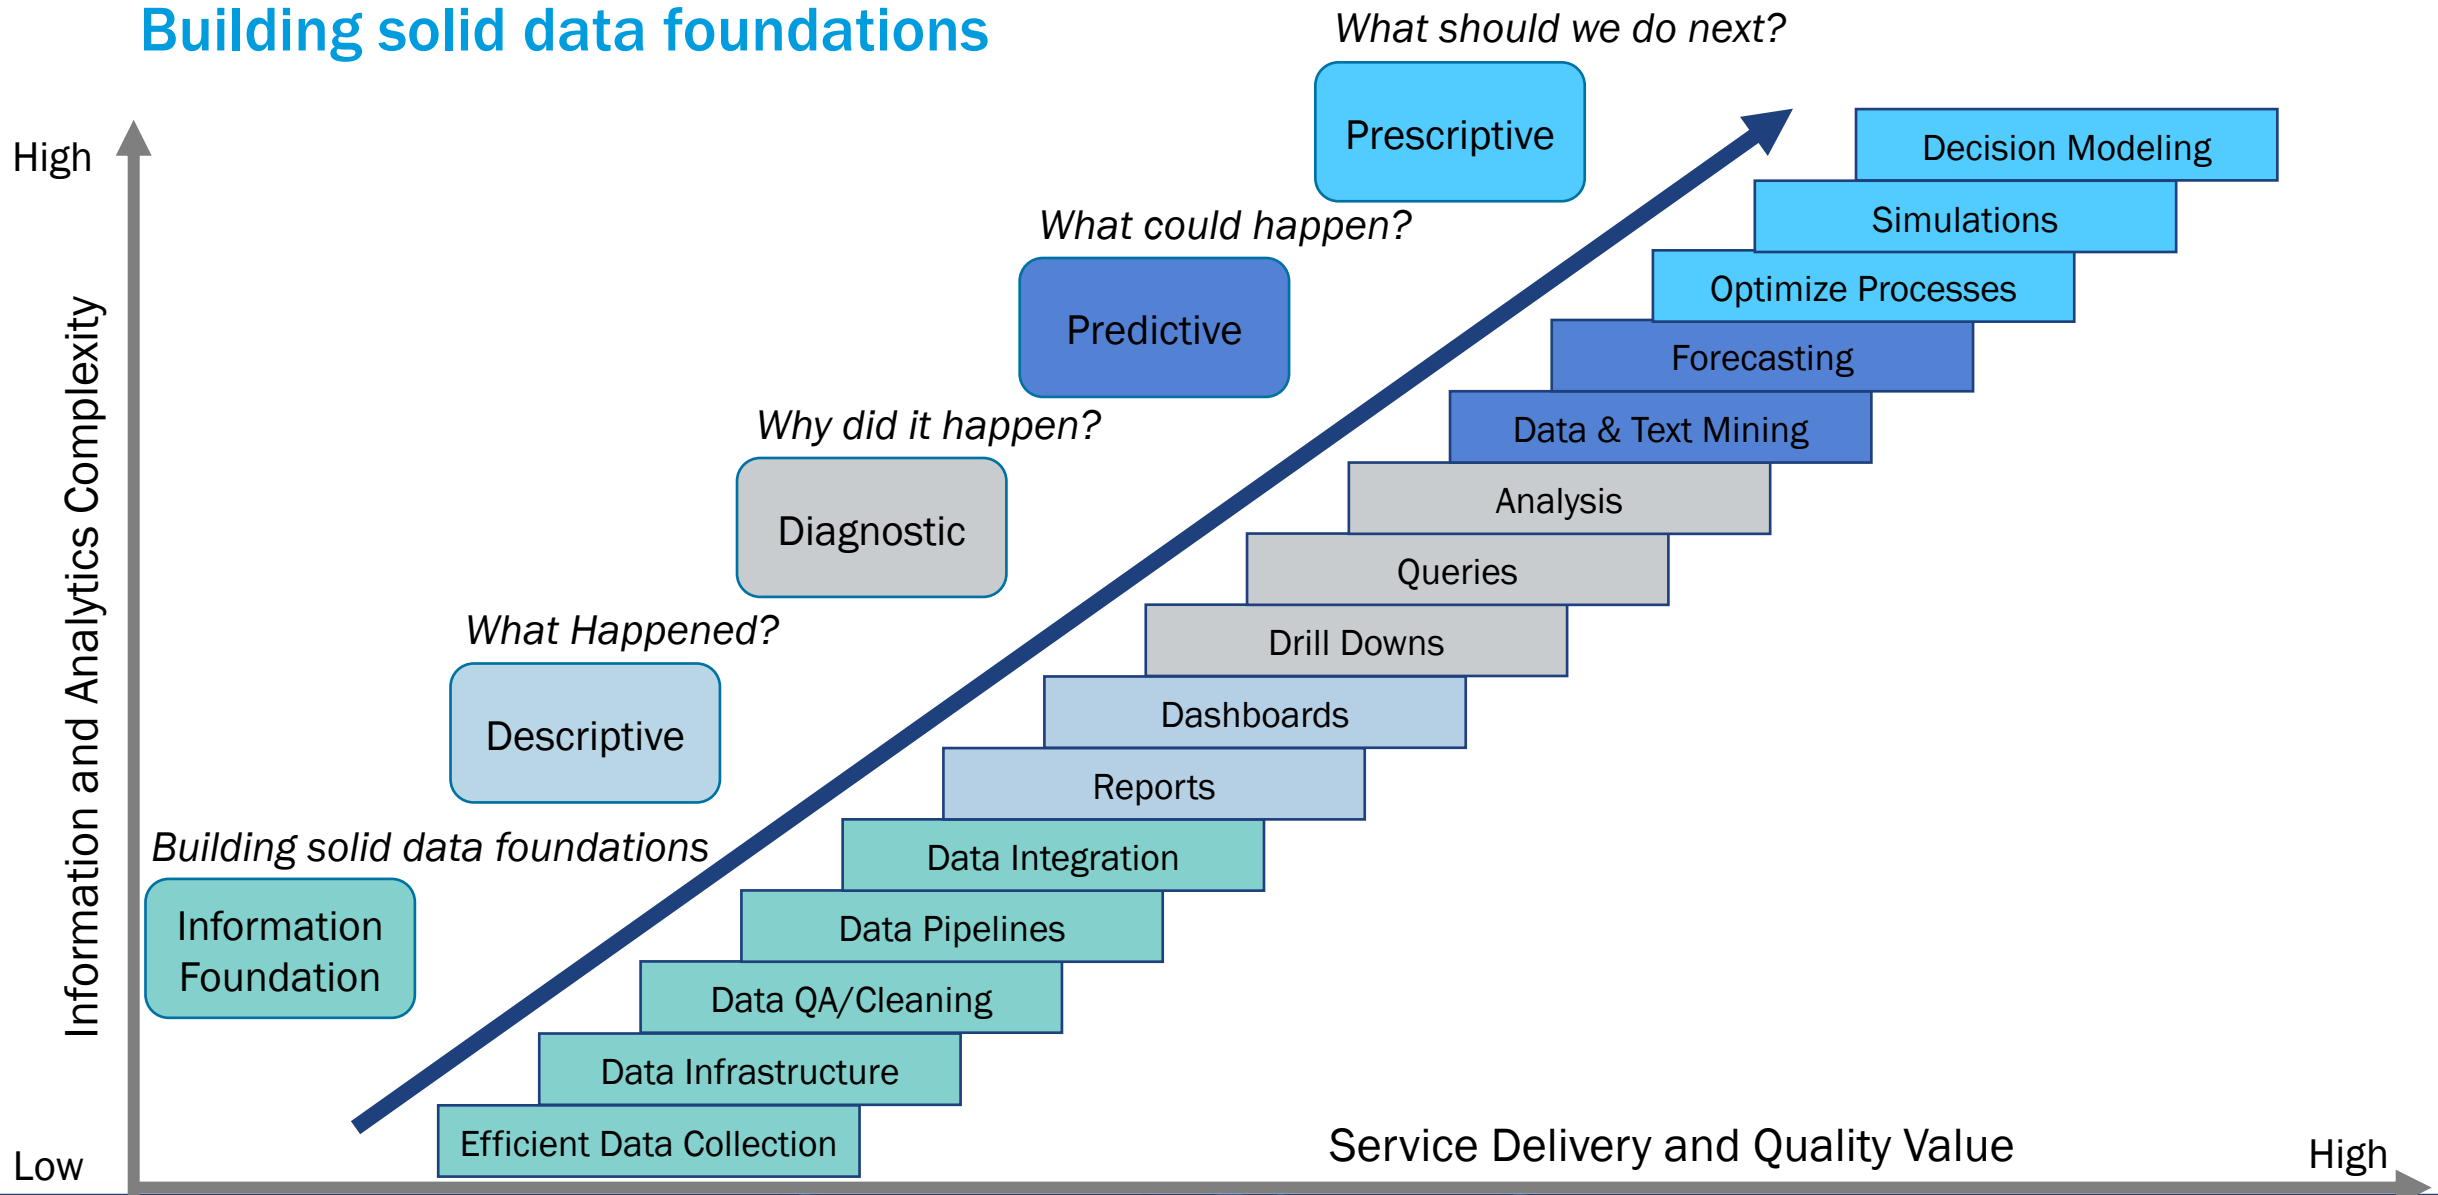 Building solid data foundations
What should we do next?
Prescriptive
High
Decision Modeling
Simulations
What could happen?
Optimize Processes
Predictive
Forecasting
Why did it happen?
Data & Text Mining
Diagnostic
Analysis
Queries
What Happened?
Drill Downs
Descriptive
Dashboards
Reports
Building solid data foundations
Data Integration
Information
Foundation
Data Pipelines
Data QA/Cleaning
Data Infrastructure
Efficient Data Collection
Information and Analytics Complexity
Low
Service Delivery and Quality Value
High